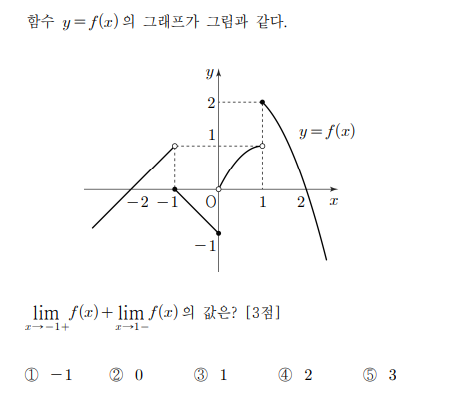 함수 y=f(x)의 그래프가 그림과 같다.
y
2
1
y=f(x)
-2 -1 O 1 2 x
-1
lim f(x)+lim f(x)의 값은? [3점]
x→-1+ x→1-
① -1 ② 0 ③ 1 ④ 2 ⑤ 3